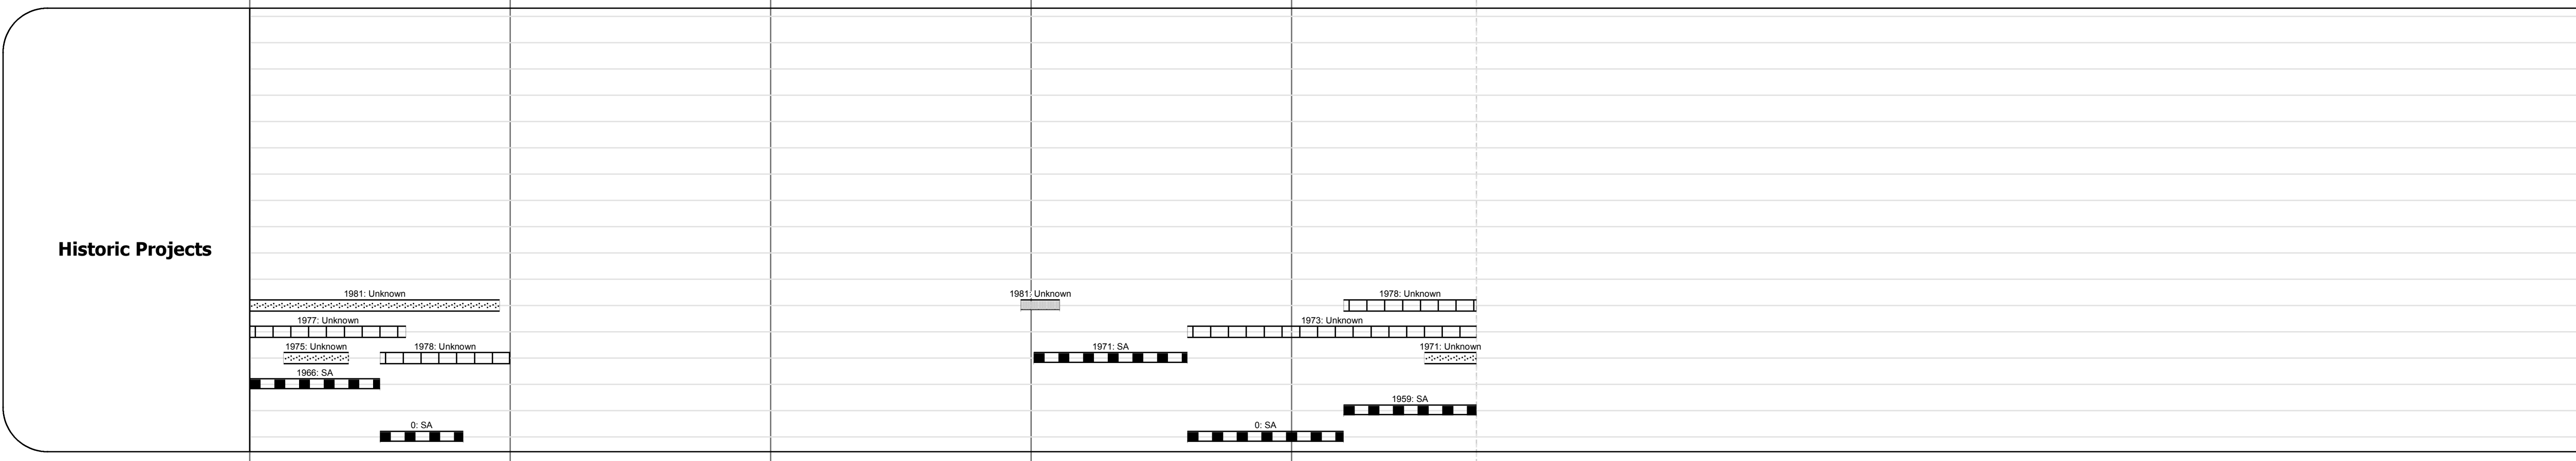 Historic Projects
1981: Unknown
1981: Unknown
1978: Unknown
1977: Unknown
1973: Unknown
1975: Unknown
1978: Unknown
1971: SA
1971: Unknown
1966: SA
1959: SA
0: SA
0: SA